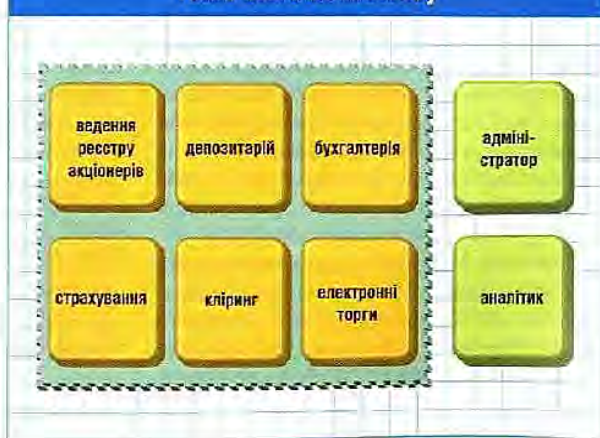 ведення
реєстру
акціонерів
депозитарій
бухгалтерія
адміні-
стратор
страхування
кліринг
електронні
торги
аналітик